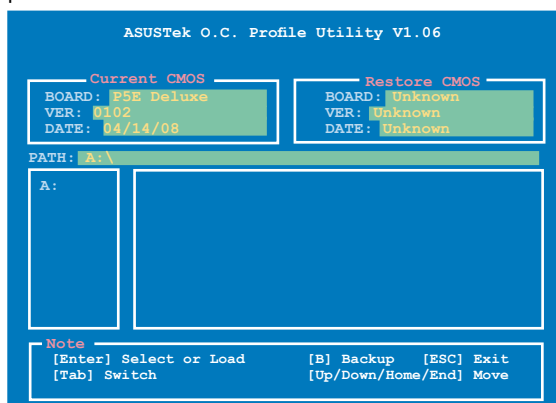 ASUSTek O.C. Profile Utility V1.06
Current CMOS
BOARD: P5E Deluxe
VER: 0102
DATE: 04/14/08
Restore CMOS
BOARD: Unknown
VER: Unknown
DATE: Unknown
PATH: A:\
A:
Note
[Enter] Select or Load [B] Backup [ESC] Exit
[Tab] Switch [Up/Down/Home/End] Move